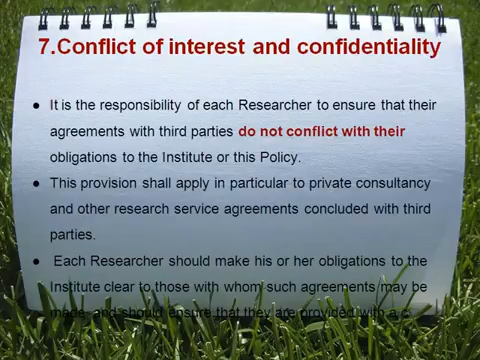 7.Conflict of interest and confidentiality
● It is the responsibility of each Researcher to ensure that their
agreements with third parties do not conflict with their
obligations to the Institute or this Policy.
● This provision shall apply in particular to private consultancy
and other research service agreements concluded with third
parties.
● Each Researcher should make his or her obligations to the
Institute clear to those with whom such agreements may be
made, and should ensure that they are provided with a c